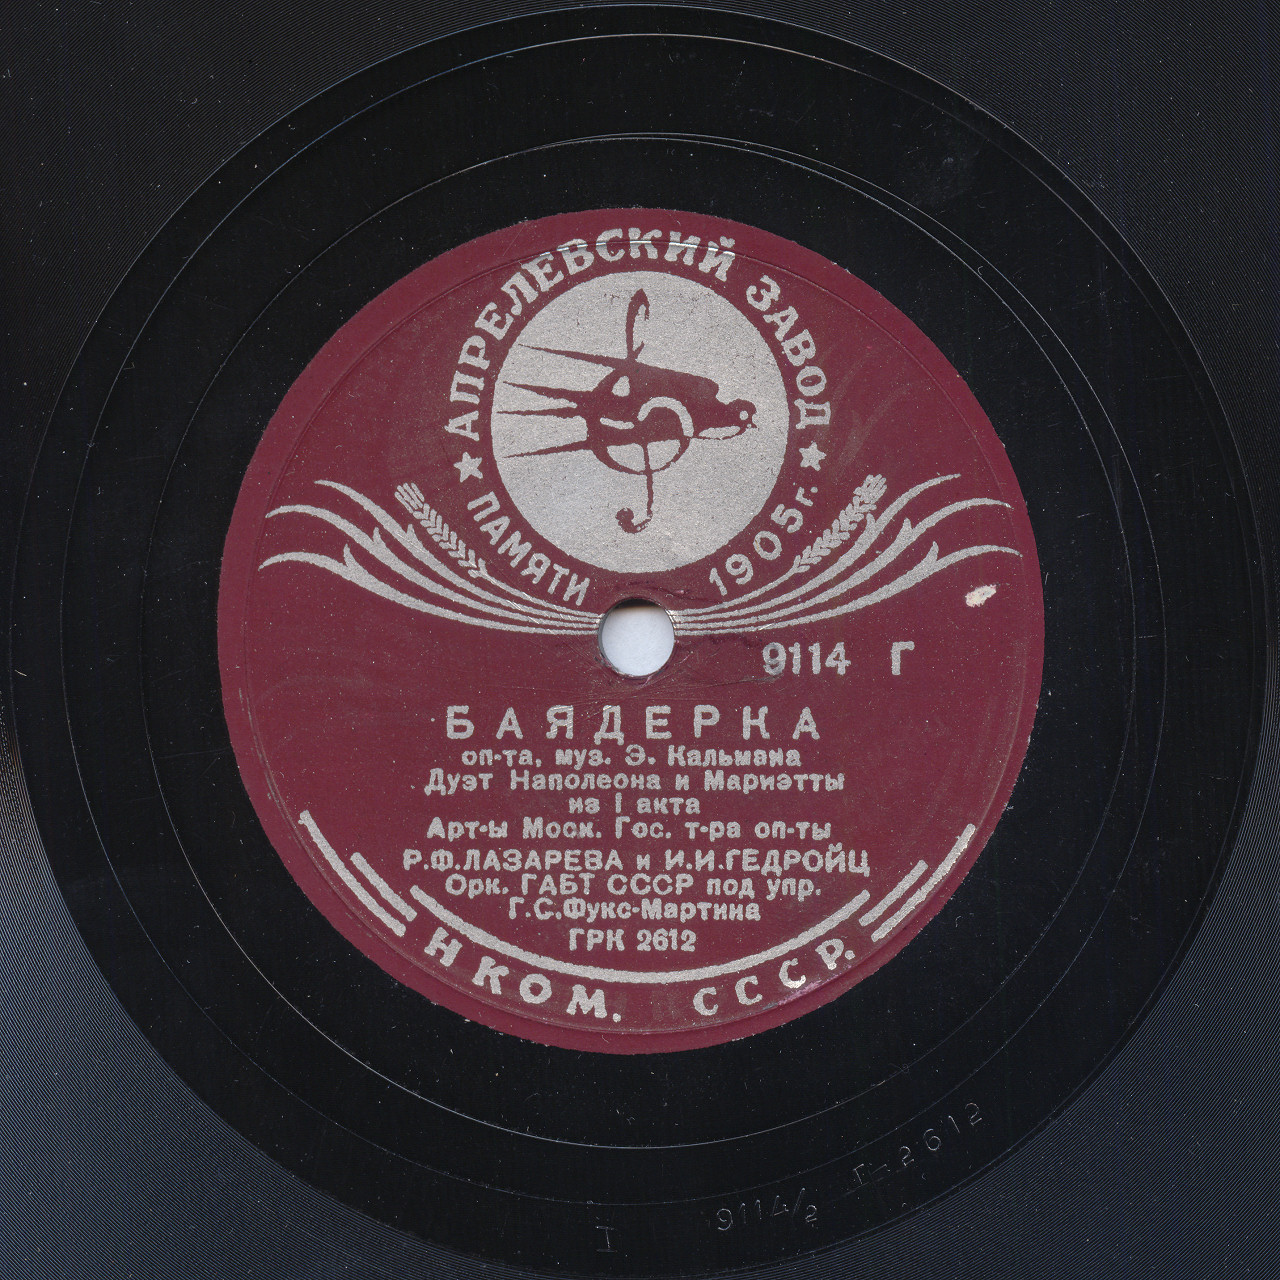 ★ АПРЕЛЕВСКИЙ ЗАВОД ★
ПАМЯТИ 1905 г.
9114 Г
БАЯДЕРКА
оп-та, муз. Э. Кальмана
Дуэт Наполеона и Мариэтты
из I акта
Арт-ы Моск. Гос. т-ра оп-ты
Р.Ф.ЛАЗАРЕВА и И.И.ГЕДРОЙЦ
Орк. ГАБТ СССР под упр.
Г.С.Фукс-Мартина
ГРК 2612
НКОМ. СССР.
I 9114/2 Г-2612